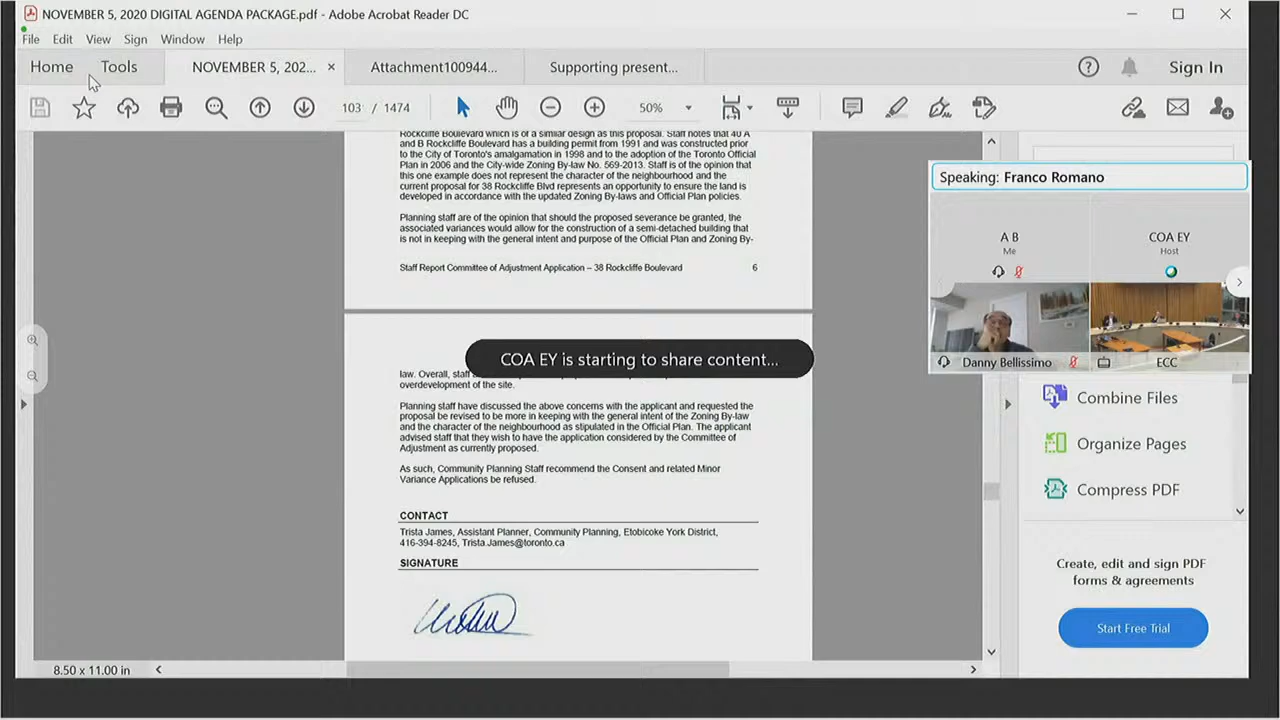 NOVEMBER 5, 2020 DIGITAL AGENDA PACKAGE.pdf - Adobe Acrobat Reader DC
File Edit View Sign Window Help
Home Tools NOVEMBER 5, 202... × Attachment100944... Supporting present... Sign In
103 / 1474 50%
Rockcliffe Boulevard which is of a similar design as this proposal. Staff notes that 40 A
and B Rockcliffe Boulevard has a building permit from 1991 and was constructed prior
to the City of Toronto's amalgamation in 1998 and to the adoption of the Toronto Official
Plan in 2006 and the City-wide Zoning By-law No. 569-2013. Staff is of the opinion that
this one example does not represent the character of the neighbourhood and the
current proposal for 38 Rockcliffe Blvd represents an opportunity to ensure the land is
developed in accordance with the updated Zoning By-laws and Official Plan policies.
Planning staff are of the opinion that should the proposed severance be granted, the
associated variances would allow for the construction of a semi-detached building that
is not in keeping with the general intent and purpose of the Official Plan and Zoning By-
Staff Report Committee of Adjustment Application – 38 Rockcliffe Boulevard 6
Speaking: Franco Romano
A B
Me
COA EY
Host
Danny Bellissimo
ECC
COA EY is starting to share content...
law. Overall, staff
overdevelopment of the site.
Planning staff have discussed the above concerns with the applicant and requested the
proposal be revised to be more in keeping with the general intent of the Zoning By-law
and the character of the neighbourhood as stipulated in the Official Plan. The applicant
advised staff that they wish to have the application considered by the Committee of
Adjustment as currently proposed.
As such, Community Planning Staff recommend the Consent and related Minor
Variance Applications be refused.
CONTACT
Trista James, Assistant Planner, Community Planning, Etobicoke York District,
416-394-8245, Trista.James@toronto.ca
SIGNATURE
Combine Files
Organize Pages
Compress PDF
Create, edit and sign PDF
forms & agreements
Start Free Trial
8.50 x 11.00 in